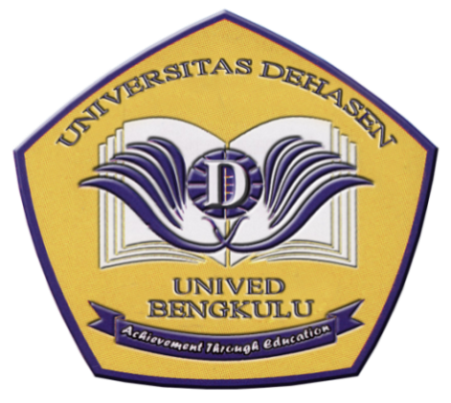 UNIVERSITAS DEHASEN
D
UNIVED
BENGKULU
Achievement Through Education